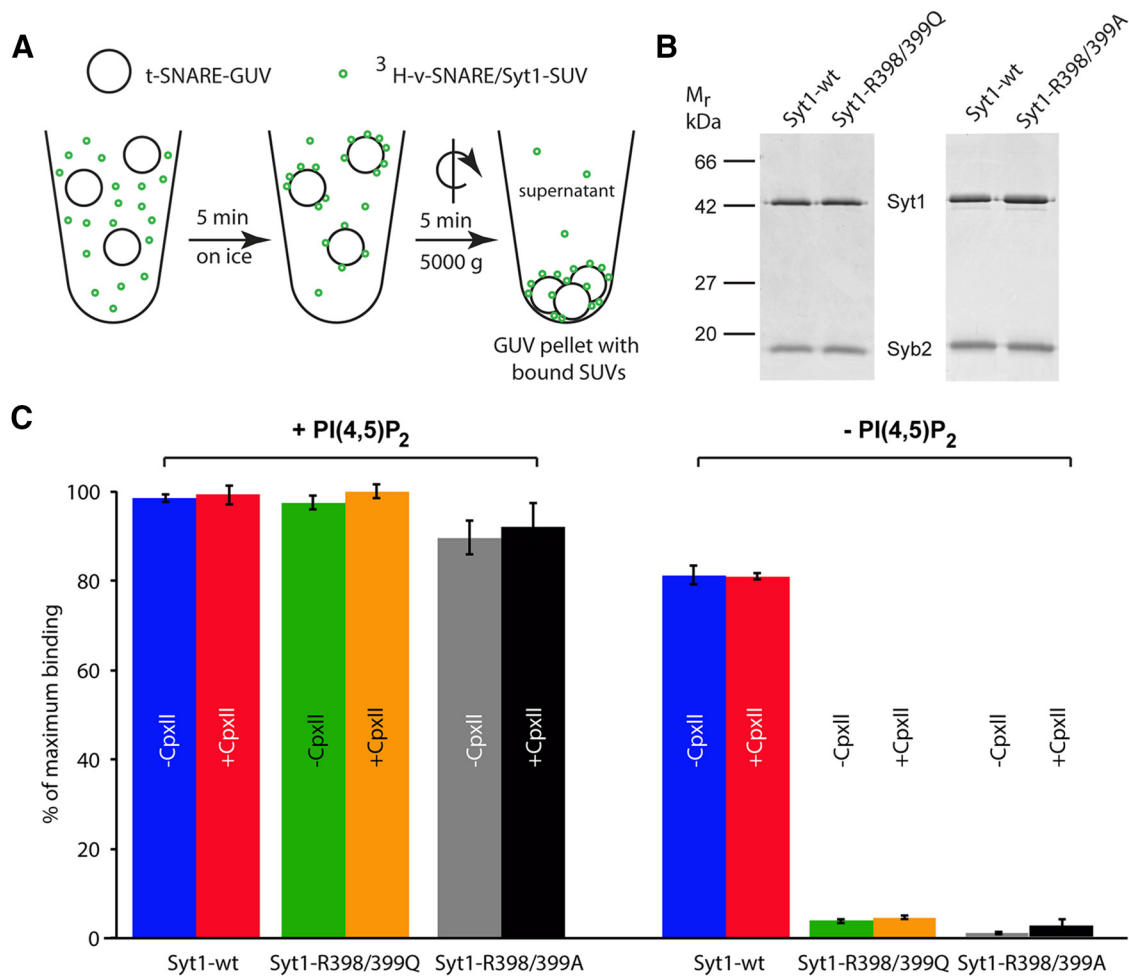 A
t-SNARE-GUV
3 H-v-SNARE/Syt1-SUV
5 min
on ice
5 min
5000 g
supernatant
GUV pellet with
bound SUVs
B
Mr
kDa
Syt1-wt
Syt1-R398/399Q
Syt1-wt
Syt1-R398/399A
66
42
27
20
Syt1
Syb2
C
+ PI(4,5)P2
- PI(4,5)P2
% of maximum binding
100
80
60
40
20
0
-CpxII
+CpxII
-CpxII
+CpxII
-CpxII
+CpxII
-CpxII
+CpxII
-CpxII
+CpxII
-CpxII
+CpxII
Syt1-wt
Syt1-R398/399Q
Syt1-R398/399A
Syt1-wt
Syt1-R398/399Q
Syt1-R398/399A